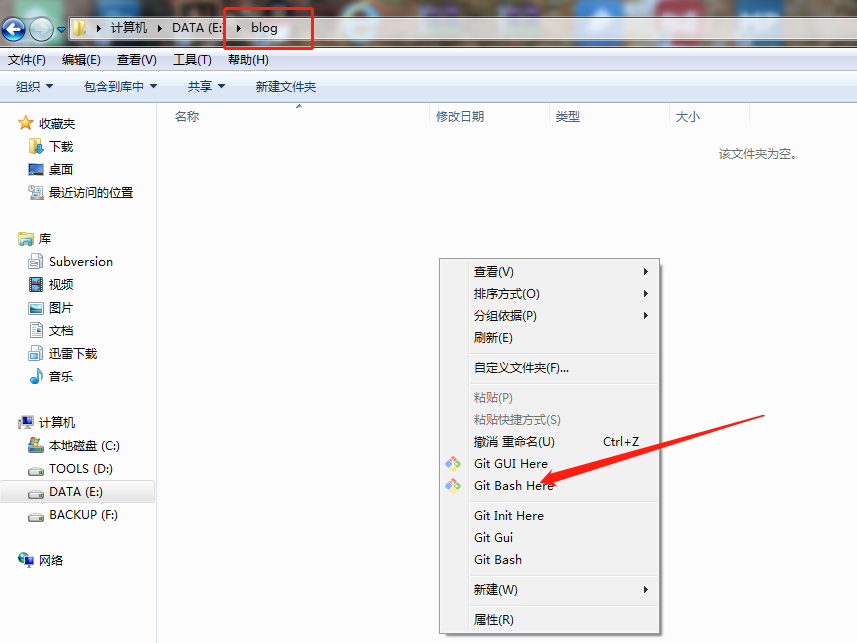 计算机 DATA (E: blog
文件(F) 编辑(E) 查看(V) 工具(T) 帮助(H)
组织 包含到库中 共享 新建文件夹
名称 修改日期 类型 大小
该文件夹为空。
收藏夹
下载
桌面
最近访问的位置
库
Subversion
视频
图片
文档
迅雷下载
音乐
计算机
本地磁盘 (C:)
TOOLS (D:)
DATA (E:)
BACKUP (F:)
网络
查看(V)
排序方式(O)
分组依据(P)
刷新(E)
自定义文件夹(F)...
粘贴(P)
粘贴快捷方式(S)
撤消 重命名(U) Ctrl+Z
Git GUI Here
Git Bash Here
Git Init Here
Git Gui
Git Bash
新建(W)
属性(R)